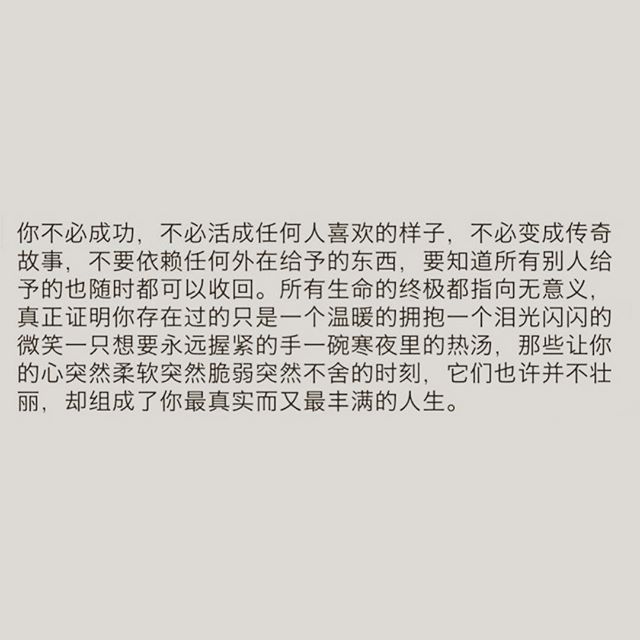 你不必成功，不必活成任何人喜欢的样子，不必变成传奇
故事，不要依赖任何外在给予的东西，要知道所有别人给
予的也随时都可以收回。所有生命的终极都指向无意义，
真正证明你存在过的只是一个温暖的拥抱一个泪光闪闪的
微笑一只想要永远握紧的手一碗寒夜里的热汤，那些让你
的心突然柔软突然脆弱突然不舍的时刻，它们也许并不壮
丽，却组成了你最真实而又最丰满的人生。